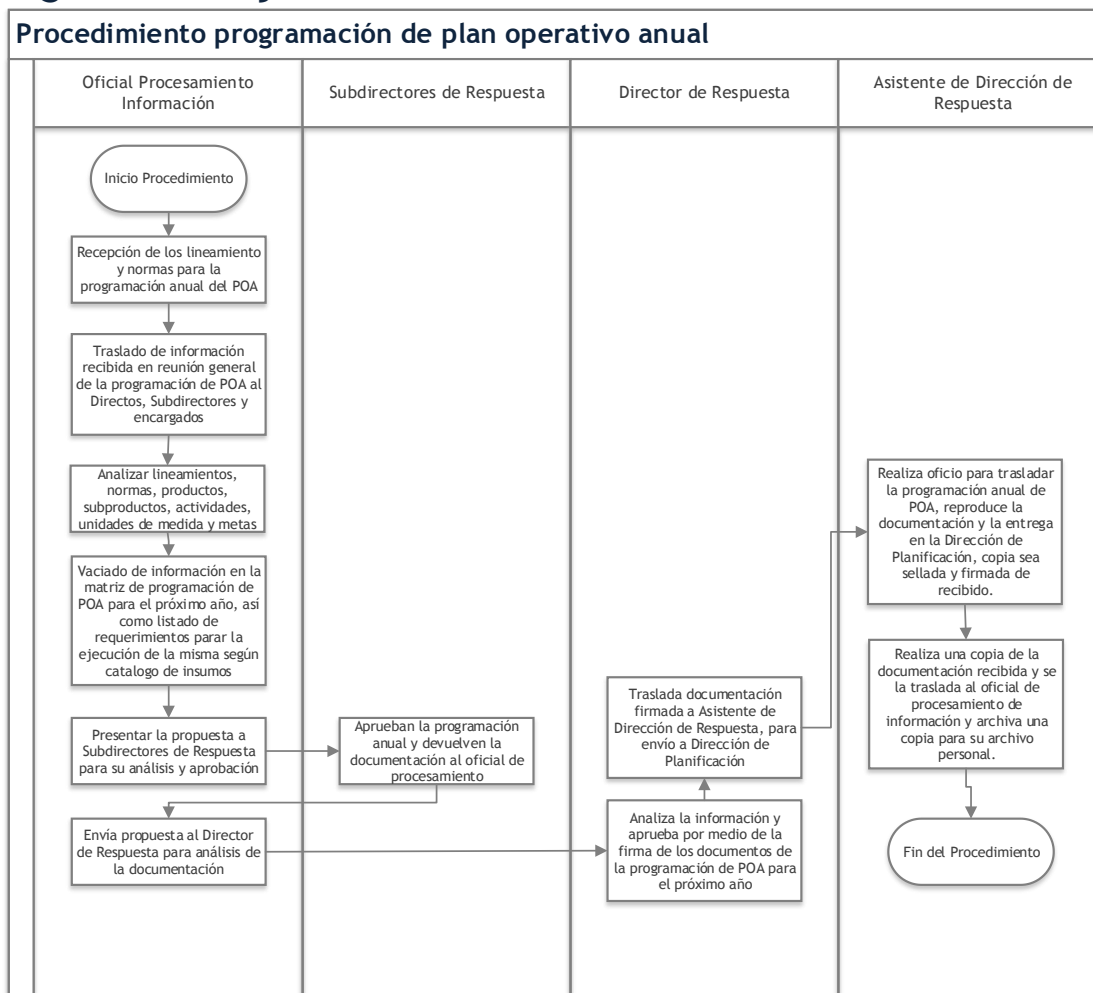 Procedimiento programación de plan operativo anual
Oficial Procesamiento
Información
Subdirectores de Respuesta
Director de Respuesta
Asistente de Dirección de
Respuesta
Inicio Procedimiento
Recepción de los lineamiento
y normas para la
programación anual del POA
Traslado de información
recibida en reunión general
de la programación de POA al
Directos, Subdirectores y
encargados
Analizar lineamientos,
normas, productos,
subproductos, actividades,
unidades de medida y metas
Vaciado de información en la
matriz de programación de
POA para el próximo año, así
como listado de
requerimientos parar la
ejecución de la misma según
catalogo de insumos
Presentar la propuesta a
Subdirectores de Respuesta
para su análisis y aprobación
Aprueban la programación
anual y devuelven la
documentación al oficial de
procesamiento
Envía propuesta al Director
de Respuesta para análisis de
la documentación
Analiza la información y
aprueba por medio de la
firma de los documentos de
la programación de POA para
el próximo año
Traslada documentación
firmada a Asistente de
Dirección de Respuesta, para
envío a Dirección de
Planificación
Realiza oficio para trasladar
la programación anual de
POA, reproduce la
documentación y la entrega
en la Dirección de
Planificación, copia sea
sellada y firmada de
recibido.
Realiza una copia de la
documentación recibida y se
la traslada al oficial de
procesamiento de
información y archiva una
copia para su archivo
personal.
Fin del Procedimiento